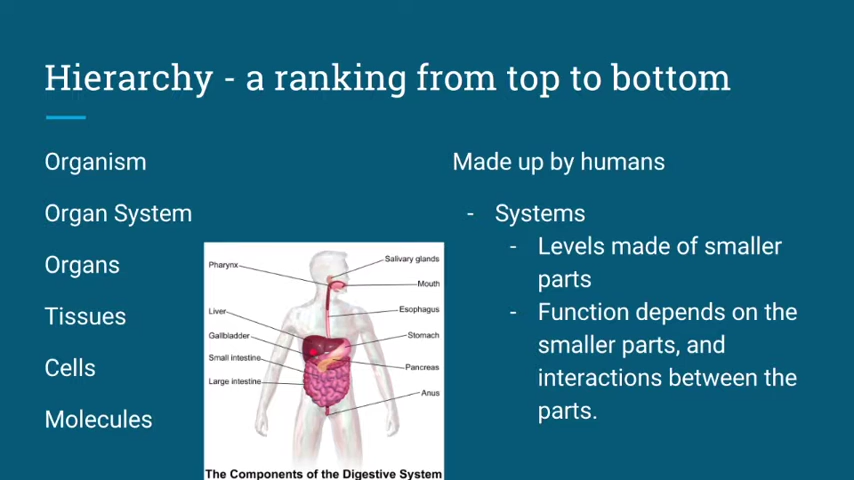 Hierarchy - a ranking from top to bottom
Organism
Organ System
Organs
Tissues
Cells
Molecules
Pharynx
Liver
Gallbladder
Small intestine
Large intestine
Salivary glands
Mouth
Esophagus
Stomach
Pancreas
Anus
The Components of the Digestive System
Made up by humans
- Systems
- Levels made of smaller
parts
- Function depends on the
smaller parts, and
interactions between the
parts.